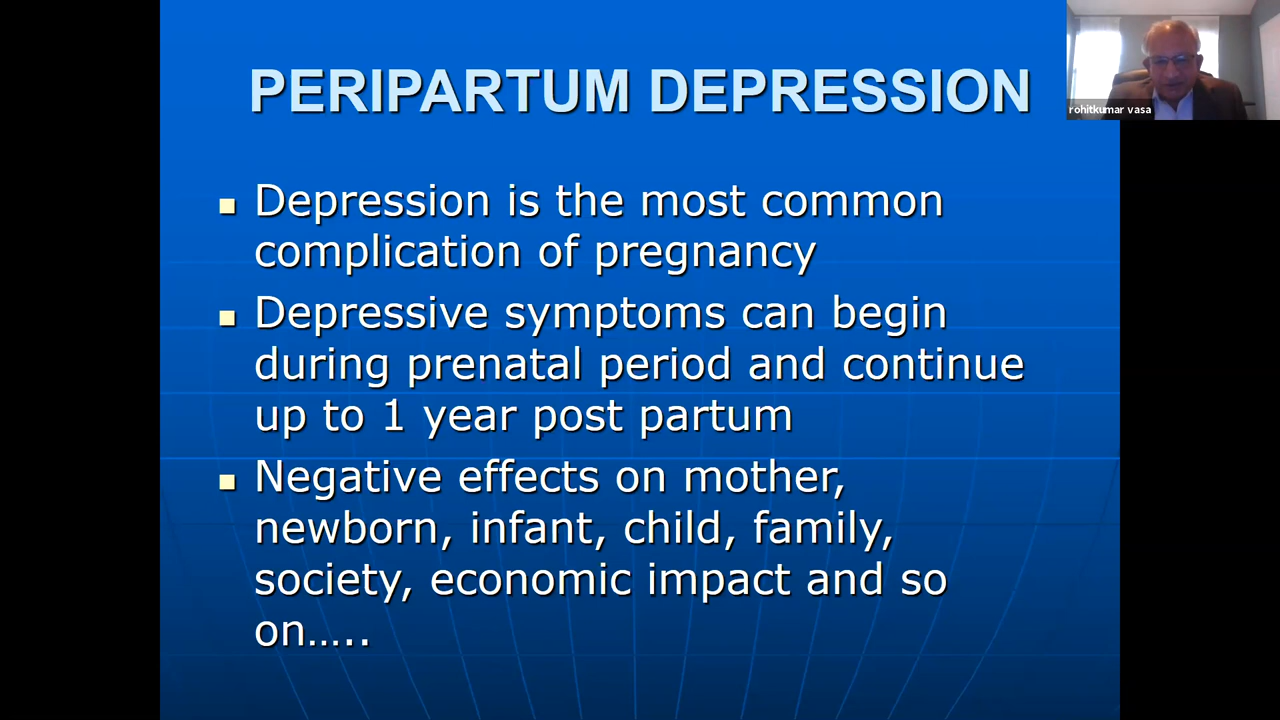 PERIPARTUM DEPRESSION
rohitkumar vasa
Depression is the most common
complication of pregnancy
Depressive symptoms can begin
during prenatal period and continue
up to 1 year post partum
Negative effects on mother,
newborn, infant, child, family,
society, economic impact and so
on…..